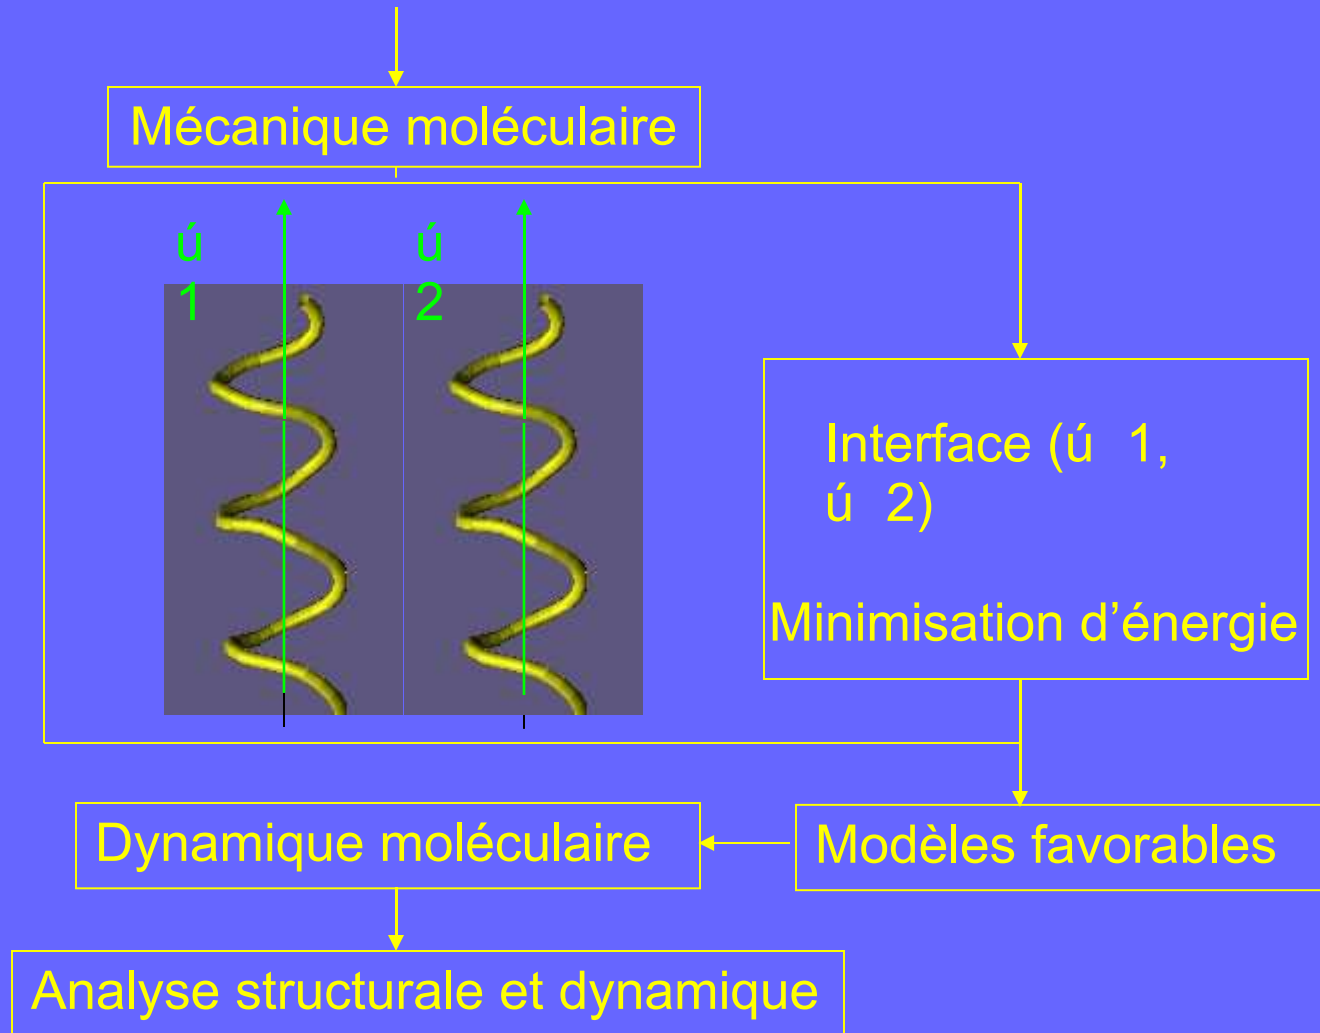 Mécanique moléculaire
ú
1
ú
2
Interface (ú 1,
ú 2)
Minimisation d’énergie
Dynamique moléculaire
Modèles favorables
Analyse structurale et dynamique